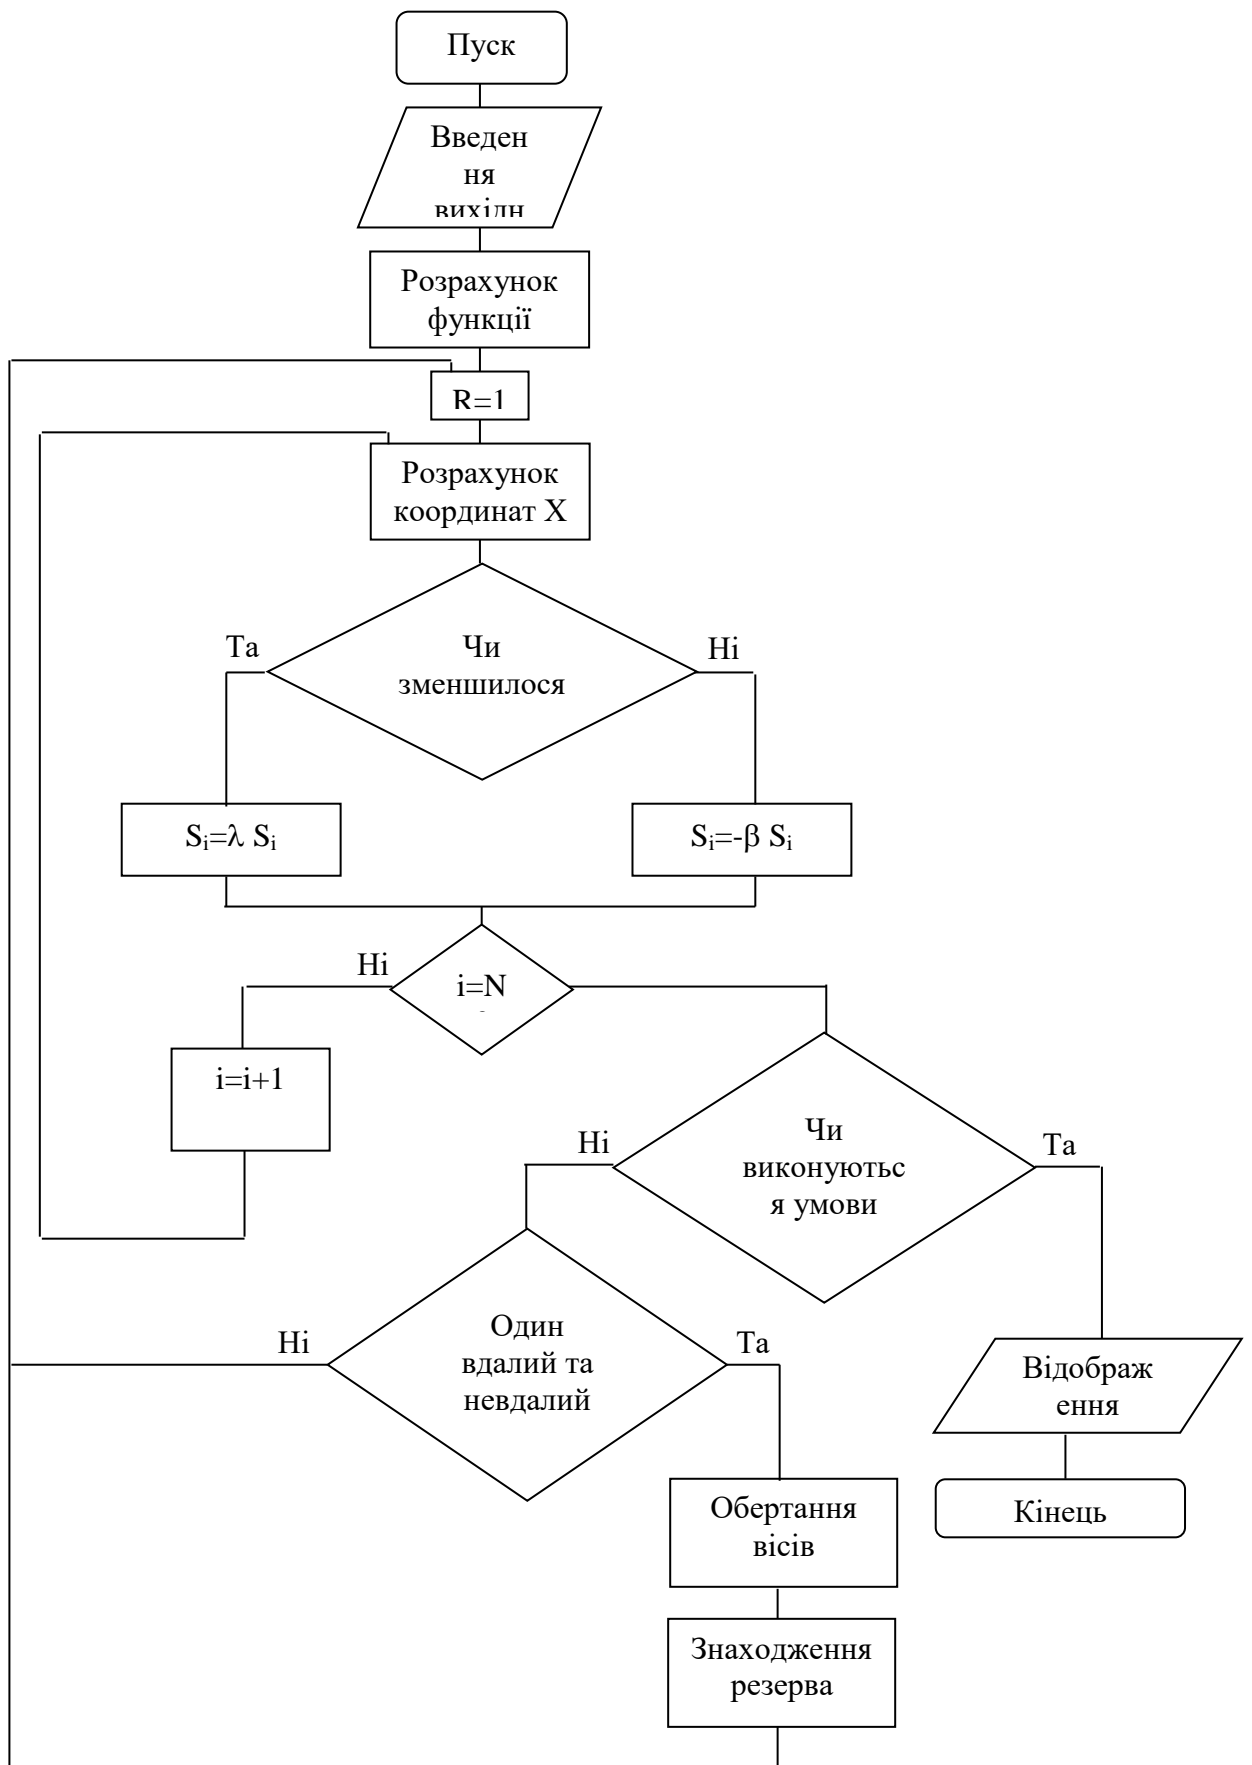 Пуск
Введен
ня
вихідн
Розрахунок
функції
R=1
Розрахунок
координат X
Та
Чи
зменшилося
Ні
Sᵢ=λ Sᵢ
Sᵢ=-β Sᵢ
Ні
i=N
i=i+1
Ні
Чи
виконуютьс
я умови
Та
Ні
Один
вдалий та
невдалий
Та
Відображ
ення
Обертання
вісів
Кінець
Знаходження
резерва